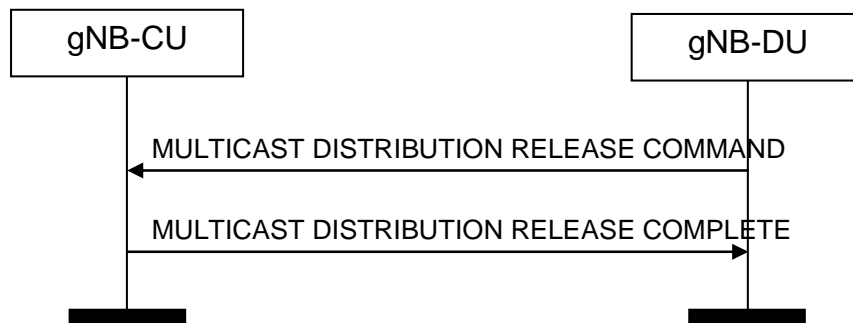 gNB-CU
gNB-DU
MULTICAST DISTRIBUTION RELEASE COMMAND
MULTICAST DISTRIBUTION RELEASE COMPLETE